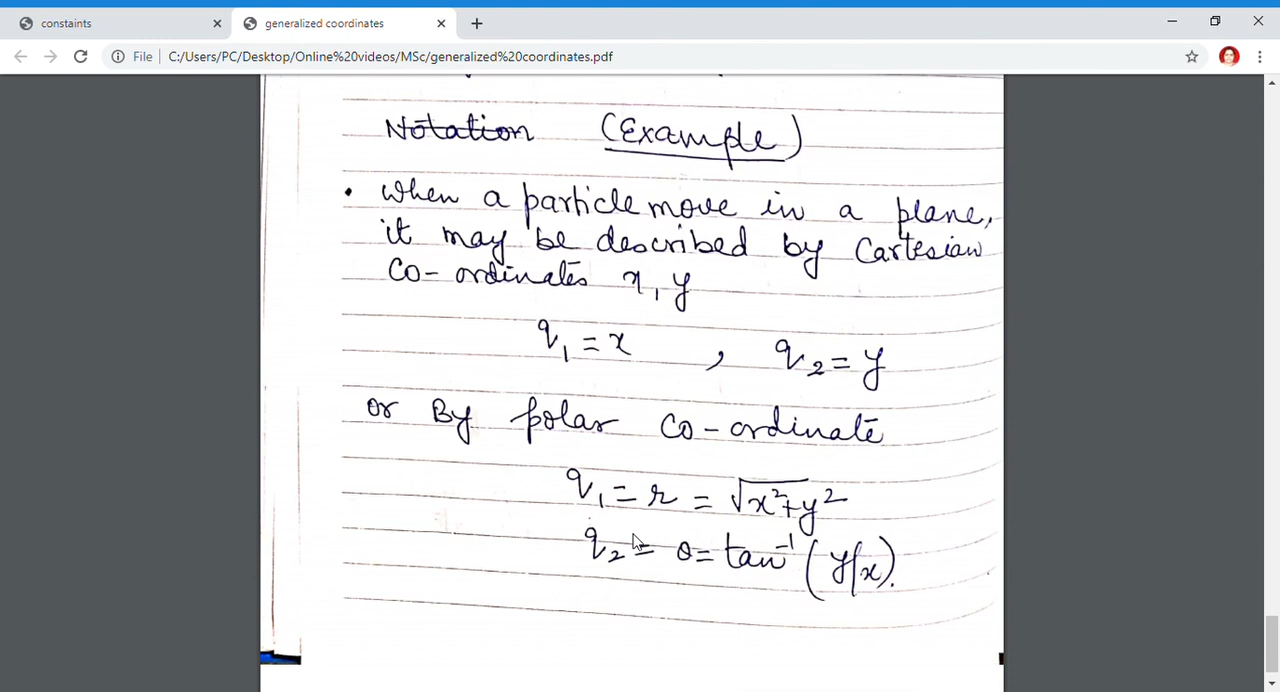 constaints
generalized coordinates
File
C:/Users/PC/Desktop/Online%20videos/MSc/generalized%20coordinates.pdf
Notation (Example)
• When a particle move in a plane,
it may be described by Cartesian
Co-ordinates x, y
q₁ = x , q₂ = y
or By polar Co-ordinate
q₁ = r = √x²+y²
q₂ = θ = tan⁻¹ (y/x).